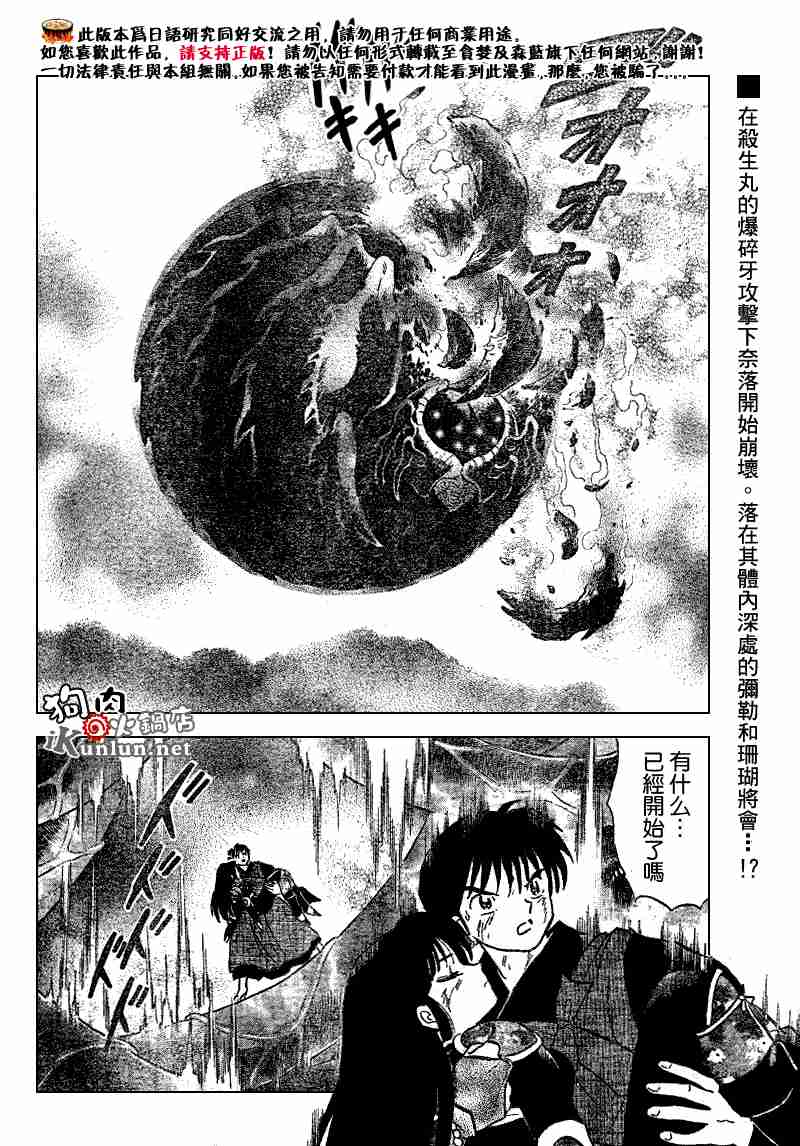 此版本爲日語研究同好交流之用，請勿用于任何商業用途。
如您喜歡此作品，請支持正版！請勿以任何形式轉載至貪婪及森藍旗下任何網站，謝謝！
一切法律責任與本組無關，如果您被告知需要付款才能看到此漫畫，那麼，您被騙了......
■在殺生丸的爆碎牙攻擊下奈落開始崩壞。落在其體內深處的彌勒和珊瑚將會…！？
オオオオ
ギギ
狗肉
火鍋店
iKunlun.net
有什么…
已經開始了嗎
ズズズズ